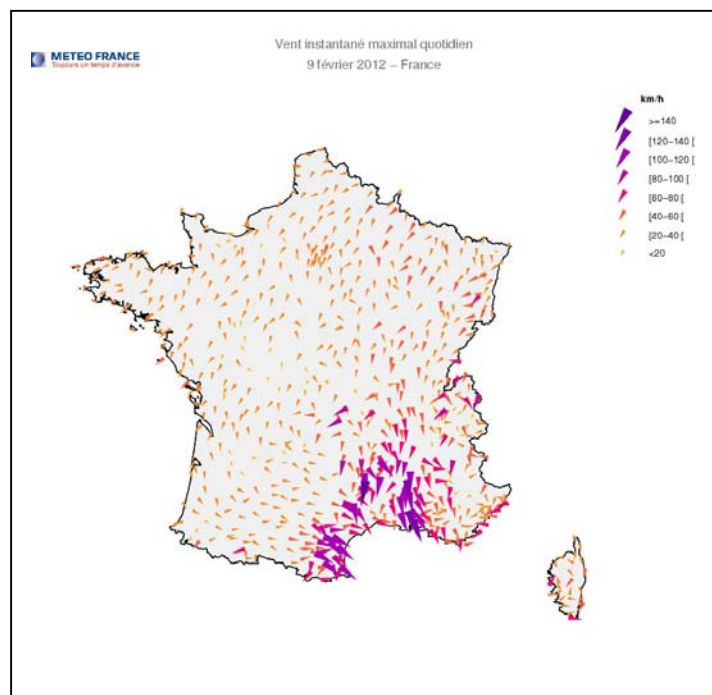 METEO FRANCE
Toujours un temps d'avance
Vent instantané maximal quotidien
9 février 2012 – France
km/h
>=140
[120–140 [
[100–120 [
[80–100 [
[60–80 [
[40–60 [
[20–40 [
<20